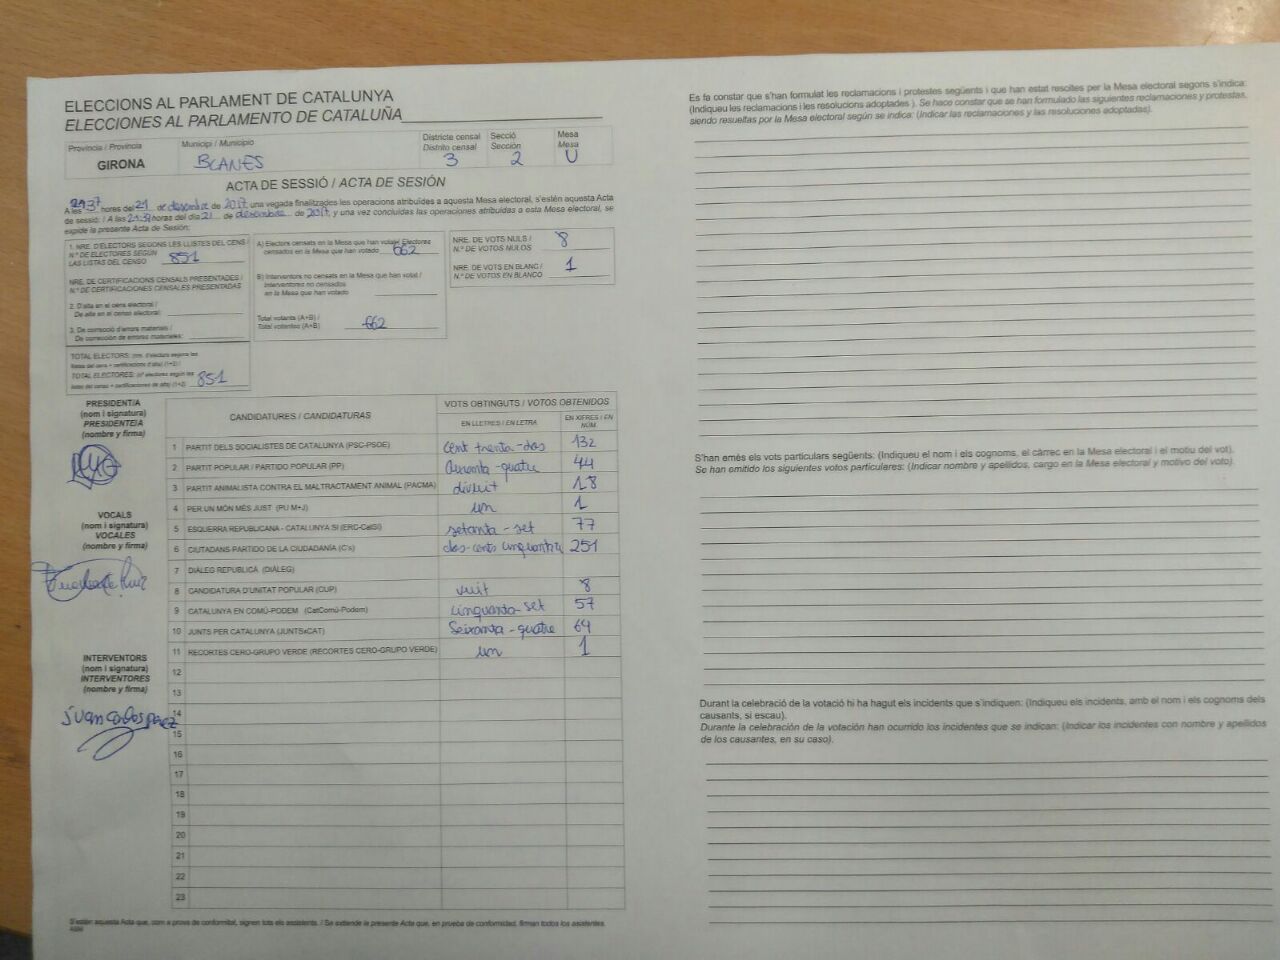 ELECCIONS AL PARLAMENT DE CATALUNYA
ELECCIONES AL PARLAMENTO DE CATALUÑA
Província / Provincia
GIRONA
Municipi / Municipio
BLANES
Districte censal
Distrito censal
3
Secció
Sección
2
Mesa
Mesa
U
ACTA DE SESSIÓ / ACTA DE SESIÓN
A les 21:37 hores del 21 de desembre de 2017 una vegada finalitzades les operacions atribuïdes a aquesta Mesa electoral, s'estén aquesta Acta
de sessió: / A las 21:37 horas del día 21 de desembre de 2017, y una vez concluidas las operaciones atribuidas a esta Mesa electoral, se
expide la presente Acta de Sesión:
1. NRE. D'ELECTORS SEGONS LES LLISTES DEL CENS /
N.º DE ELECTORES SEGÚN
LAS LISTAS DEL CENSO 851
NRE. DE CERTIFICACIONS CENSALS PRESENTADES /
N.º DE CERTIFICACIONES CENSALES PRESENTADAS
2. D'alta en el cens electoral /
De alta en el censo electoral:
3. De correcció d'errors materials /
De corrección de errores materiales:
TOTAL ELECTORS: (nre. d'electors segons les
llistes del cens + certificacions d'alta) (1+2) /
TOTAL ELECTORES: (nº electores según las
listas del censo + certificaciones de alta) (1+2) 851
A) Electors censats en la Mesa que han votat / Electores
censados en la Mesa que han votado 662
B) Interventors no censats en la Mesa que han votat /
Interventores no censados
en la Mesa que han votado
Total votants (A+B) /
Total votantes (A+B) 662
NRE. DE VOTS NULS /
N.º DE VOTOS NULOS 8
NRE. DE VOTS EN BLANC /
N.º DE VOTOS EN BLANCO 1
PRESIDENT/A
(nom i signatura)
PRESIDENTE/A
(nombre y firma)
VOCALS
(nom i signatura)
VOCALES
(nombre y firma)
INTERVENTORS
(nom i signatura)
INTERVENTORES
(nombre y firma)
Juan Carlos Perez
CANDIDATURES / CANDIDATURAS
VOTS OBTINGUTS / VOTOS OBTENIDOS
EN LLETRES / EN LETRA
EN XIFRES / EN NÚM.
1 PARTIT DELS SOCIALISTES DE CATALUNYA (PSC-PSOE) cent trenta-dos 132
2 PARTIT POPULAR / PARTIDO POPULAR (PP) quaranta-quatre 44
3 PARTIT ANIMALISTA CONTRA EL MALTRACTAMENT ANIMAL (PACMA) divuit 18
4 PER UN MÓN MÉS JUST (PU M+J) un 1
5 ESQUERRA REPUBLICANA - CATALUNYA SÍ (ERC-CatSí) setanta-set 77
6 CIUTADANS PARTIDO DE LA CIUDADANÍA (C's) dos-cents cinquanta 251
7 DIÀLEG REPUBLICÀ (DIÀLEG)
8 CANDIDATURA D'UNITAT POPULAR (CUP) vuit 8
9 CATALUNYA EN COMÚ-PODEM (CatComú-Podem) cinquanta-set 57
10 JUNTS PER CATALUNYA (JUNTSxCAT) Seixanta-quatre 64
11 RECORTES CERO-GRUPO VERDE (RECORTES CERO-GRUPO VERDE) un 1
12
13
14
15
16
17
18
19
20
21
22
23
S'estén aquesta Acta que, com a prova de conformitat, signen tots els assistents. / Se extiende la presente Acta que, en prueba de conformidad, firman todos los asistentes.
Es fa constar que s'han formulat les reclamacions i protestes següents i que han estat resoltes per la Mesa electoral segons s'indica:
(Indiqueu les reclamacions i les resolucions adoptades ). Se hace constar que se han formulado las siguientes reclamaciones y protestas,
siendo resueltas por la Mesa electoral según se indica: (Indicar las reclamaciones y las resoluciones adoptadas).
S'han emès els vots particulars següents: (Indiqueu el nom i els cognoms, el càrrec en la Mesa electoral i el motiu del vot).
Se han omitido los siguientes votos particulares: (Indicar nombre y apellidos, cargo en la Mesa electoral y motivo del voto).
Durant la celebració de la votació hi ha hagut els incidents que s'indiquen: (Indiqueu els incidents, amb el nom i els cognoms dels
causants, si escau).
Durante la celebración de la votación han ocurrido los incidentes que se indican: (Indicar los incidentes con nombre y apellidos
de los causantes, en su caso).